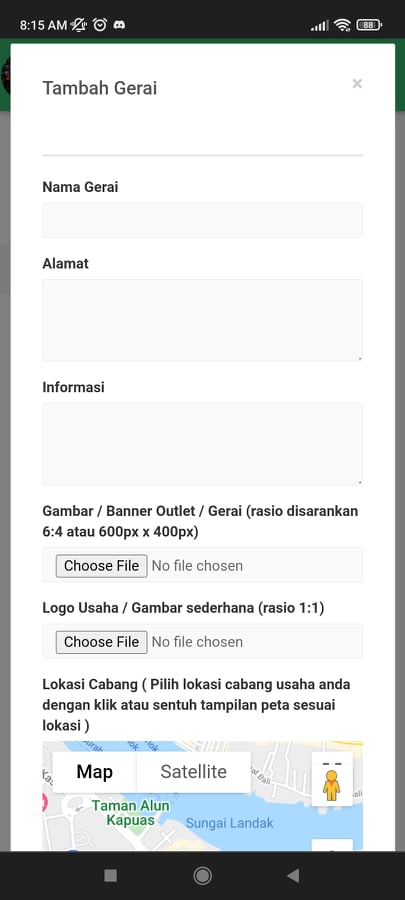 8:15 AM
88
Tambah Gerai
×
Nama Gerai
Alamat
Informasi
Gambar / Banner Outlet / Gerai (rasio disarankan
6:4 atau 600px x 400px)
Choose File No file chosen
Logo Usaha / Gambar sederhana (rasio 1:1)
Choose File No file chosen
Lokasi Cabang ( Pilih lokasi cabang usaha anda
dengan klik atau sentuh tampilan peta sesuai
lokasi )
Map Satellite
Bali
Taman Alun
Kapuas
Sungai Landak